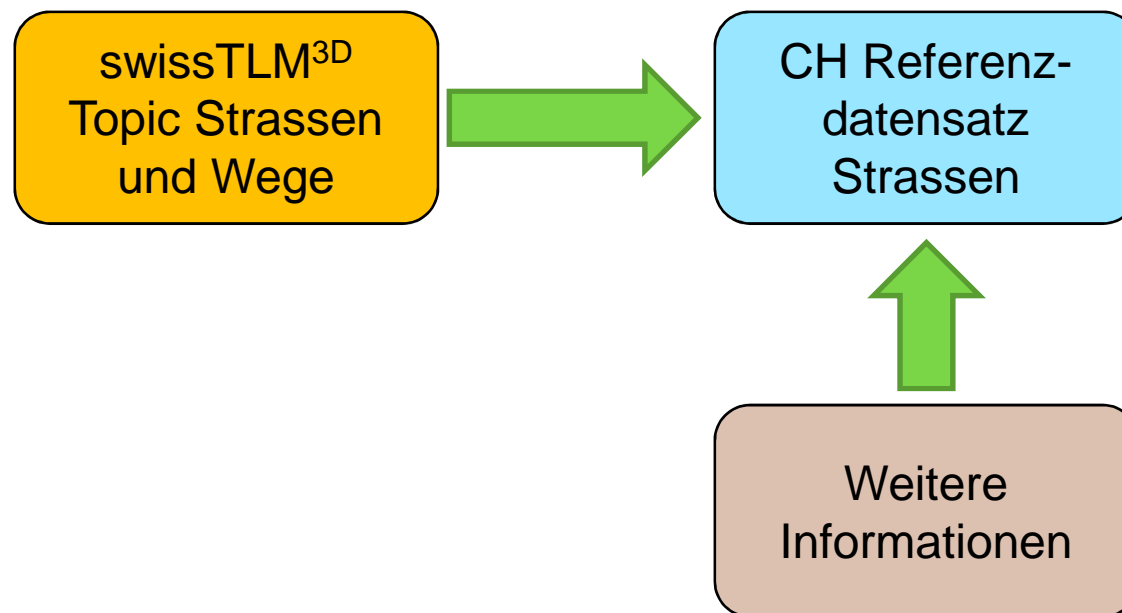 swissTLM3D
Topic Strassen
und Wege
CH Referenz-
datensatz
Strassen
Weitere
Informationen